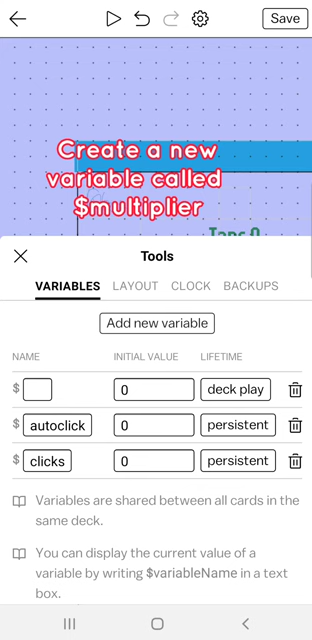 Save
Create a new
variable called
$multiplier
Taps 0
Tools
VARIABLES LAYOUT CLOCK BACKUPS
Add new variable
NAME INITIAL VALUE LIFETIME
$ 0 deck play
$ autoclick 0 persistent
$ clicks 0 persistent
Variables are shared between all cards in the
same deck.
You can display the current value of a
variable by writing $variableName in a text
box.